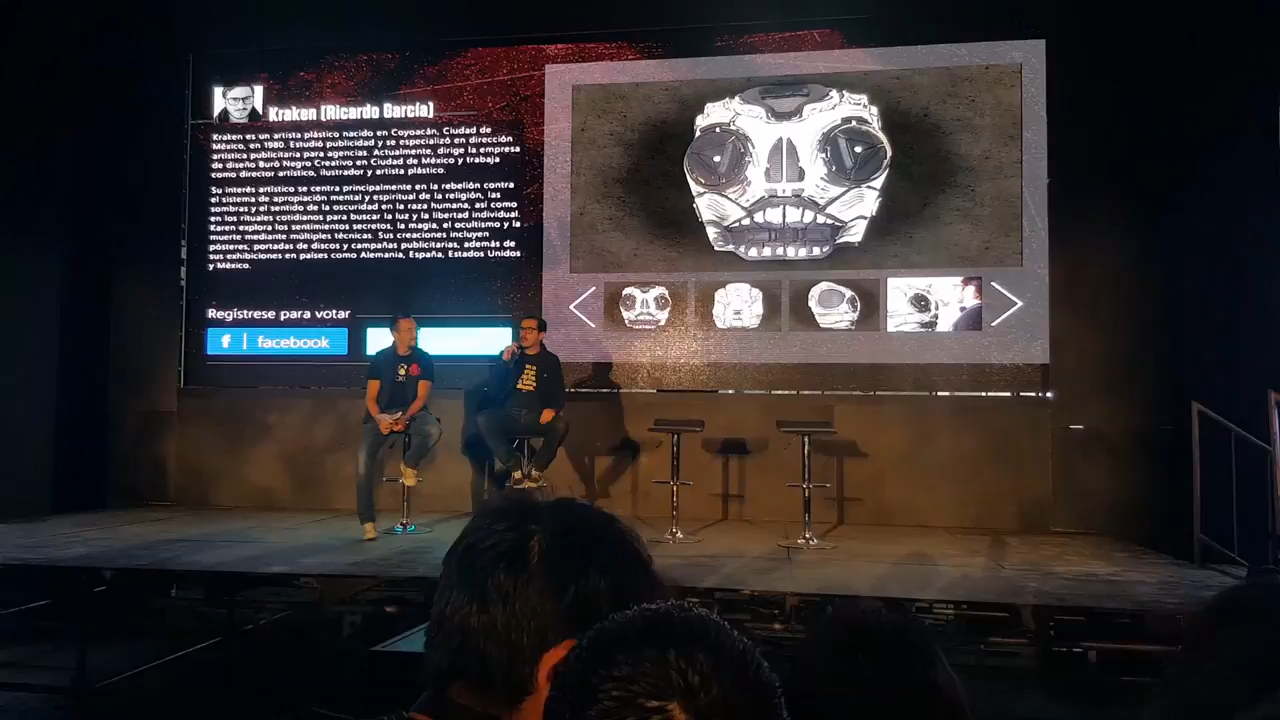 Kraken (Ricardo García)
Kraken es un artista plástico nacido en Coyoacán, Ciudad de
México, en 1980. Estudió publicidad y se especializó en dirección
artística publicitaria para agencias. Actualmente, dirige la empresa
de diseño Buró Negro Creativo en Ciudad de México y trabaja
como director artístico, ilustrador y artista plástico.
Su interés artístico se centra principalmente en la rebelión contra
el sistema de apropiación mental y espiritual de la religión, las
sombras y el sentido de la oscuridad en la raza humana, así como
en los rituales cotidianos para buscar la luz y la libertad individual.
Karen explora los sentimientos secretos, la magia, el ocultismo y la
muerte mediante múltiples técnicas. Sus creaciones incluyen
pósteres, portadas de discos y campañas publicitarias, además de
sus exhibiciones en países como Alemania, España, Estados Unidos
y México.
Regístrese para votar
f | facebook